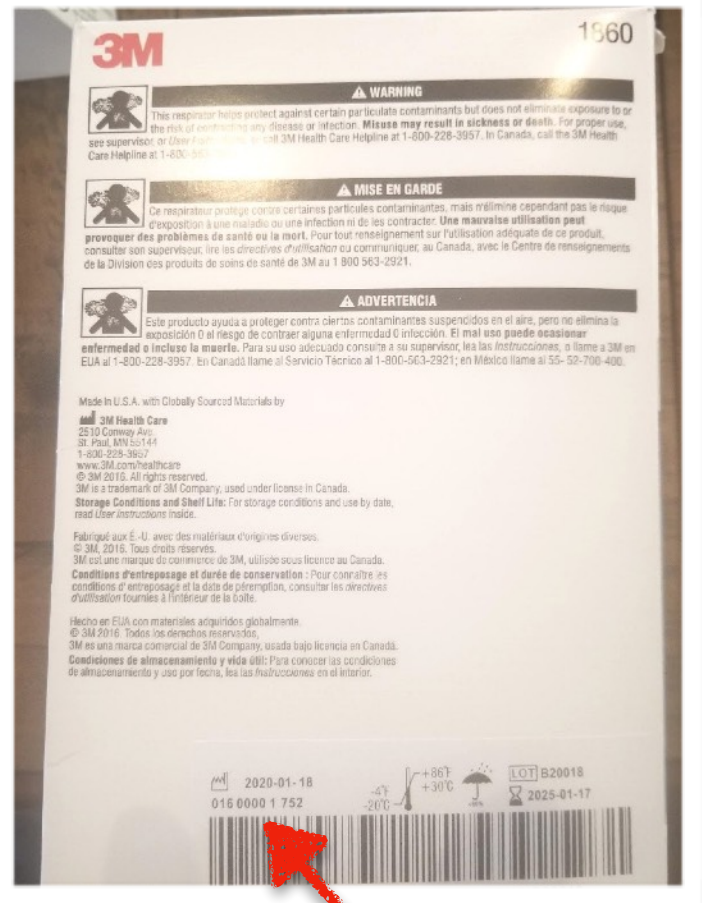 3M
1860
WARNING
This respirator helps protect against certain particulate contaminants but does not eliminate exposure to or
the risk of contracting any disease or infection. Misuse may result in sickness or death. For proper use,
see supervisor, or User call 3M Health Care Helpline at 1-800-228-3957. In Canada, call the 3M Health
Care Helpline at 1-800-
MISE EN GARDE
Ce respirateur protège contre certaines particules contaminantes, mais n'élimine cependant pas le risque
d'exposition à une maladie ou une infection ni de les contracter. Une mauvaise utilisation peut
provoquer des problèmes de santé ou la mort. Pour tout renseignement sur l'utilisation adéquate de ce produit,
consulter son superviseur, lire les directives d'utilisation ou communiquer, au Canada, avec le Centre de renseignements
de la Division des produits de soins de santé de 3M au 1 800 563-2921.
ADVERTENCIA
Este producto ayuda a proteger contra ciertos contaminantes suspendidos en el aire, pero no elimina la
exposición 0 el riesgo de contraer alguna enfermedad 0 infección. El mal uso puede ocasionar
enfermedad o incluso la muerte. Para su uso adecuado consulte a su supervisor, lea las Instrucciones, o llame a 3M en
EUA al 1-800-228-3957. En Canadá llame al Servicio Técnico al 1-800-563-2921; en México llame al 55- 52-700-400.
Made In U.S.A. with Globally Sourced Materials by
3M Health Care
2510 Conway Ave.
St. Paul, MN 55144
1-800-228-3957
www.3M.com/healthcare
© 3M 2016. All rights reserved.
3M is a trademark of 3M Company, used under license in Canada.
Storage Conditions and Shelf Life: For storage conditions and use by date,
read User Instructions inside.
Fabriqué aux É.-U. avec des matériaux d'origines diverses.
© 3M, 2016. Tous droits réservés.
3M est une marque de commerce de 3M, utilisée sous licence au Canada.
Conditions d'entreposage et durée de conservation : Pour connaître les
conditions d'entreposage et la date de péremption, consulter les directives
d'utilisation fournies à l'intérieur de la boîte.
Hecho en EUA con materiales adquiridos globalmente.
© 3M 2016. Todos los derechos reservados.
3M es una marca comercial de 3M Company, usada bajo licencia en Canadá.
Condiciones de almacenamiento y vida útil: Para conocer las condiciones
de almacenamiento y uso por fecha, lea las Instrucciones en el interior.
2020-01-18
016 0000 1 752
-4°F
-20°C
+86°F
+30°C
LOT B20018
2025-01-17